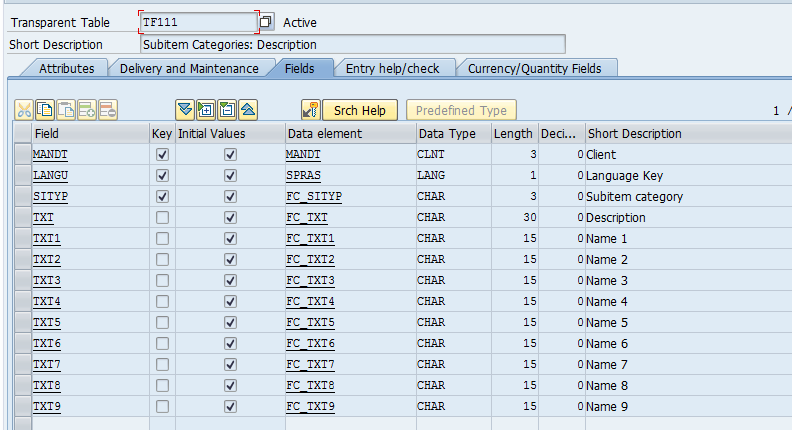 Transparent Table TF111 Active
Short Description Subitem Categories: Description
Attributes Delivery and Maintenance Fields Entry help/check Currency/Quantity Fields
Srch Help Predefined Type 1 /
Field Key Initial Values Data element Data Type Length Deci... Short Description
MANDT MANDT CLNT 3 0 Client
LANGU SPRAS LANG 1 0 Language Key
SITYP FC_SITYP CHAR 3 0 Subitem category
TXT FC_TXT CHAR 30 0 Description
TXT1 FC_TXT1 CHAR 15 0 Name 1
TXT2 FC_TXT2 CHAR 15 0 Name 2
TXT3 FC_TXT3 CHAR 15 0 Name 3
TXT4 FC_TXT4 CHAR 15 0 Name 4
TXT5 FC_TXT5 CHAR 15 0 Name 5
TXT6 FC_TXT6 CHAR 15 0 Name 6
TXT7 FC_TXT7 CHAR 15 0 Name 7
TXT8 FC_TXT8 CHAR 15 0 Name 8
TXT9 FC_TXT9 CHAR 15 0 Name 9